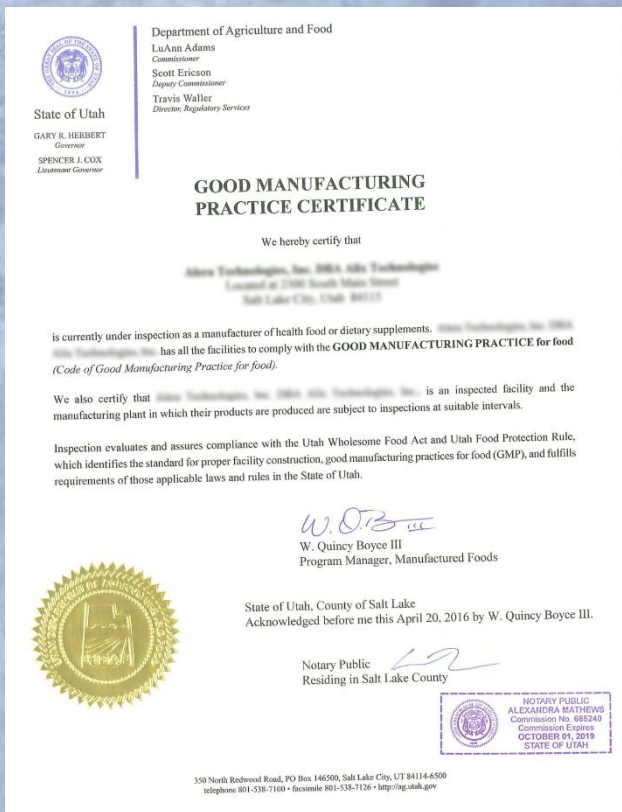 Department of Agriculture and Food
LuAnn Adams
Commissioner
Scott Ericson
Deputy Commissioner
Travis Waller
Director, Regulatory Services
State of Utah
GARY R. HERBERT
Governor
SPENCER J. COX
Lieutenant Governor
GOOD MANUFACTURING
PRACTICE CERTIFICATE
We hereby certify that
is currently under inspection as a manufacturer of health food or dietary supplements.
has all the facilities to comply with the GOOD MANUFACTURING PRACTICE for food
(Code of Good Manufacturing Practice for food).
We also certify that is an inspected facility and the
manufacturing plant in which their products are produced are subject to inspections at suitable intervals.
Inspection evaluates and assures compliance with the Utah Wholesome Food Act and Utah Food Protection Rule,
which identifies the standard for proper facility construction, good manufacturing practices for food (GMP), and fulfills
requirements of those applicable laws and rules in the State of Utah.
W. Quincy Boyce III
Program Manager, Manufactured Foods
State of Utah, County of Salt Lake
Acknowledged before me this April 20, 2016 by W. Quincy Boyce III.
Notary Public
Residing in Salt Lake County
NOTARY PUBLIC
ALEXANDRA MATHEWS
Commission No. 685240
Commission Expires
OCTOBER 01, 2019
STATE OF UTAH
350 North Redwood Road, PO Box 146500, Salt Lake City, UT 84114-6500
telephone 801-538-7100 • facsimile 801-538-7126 • http://ag.utah.gov